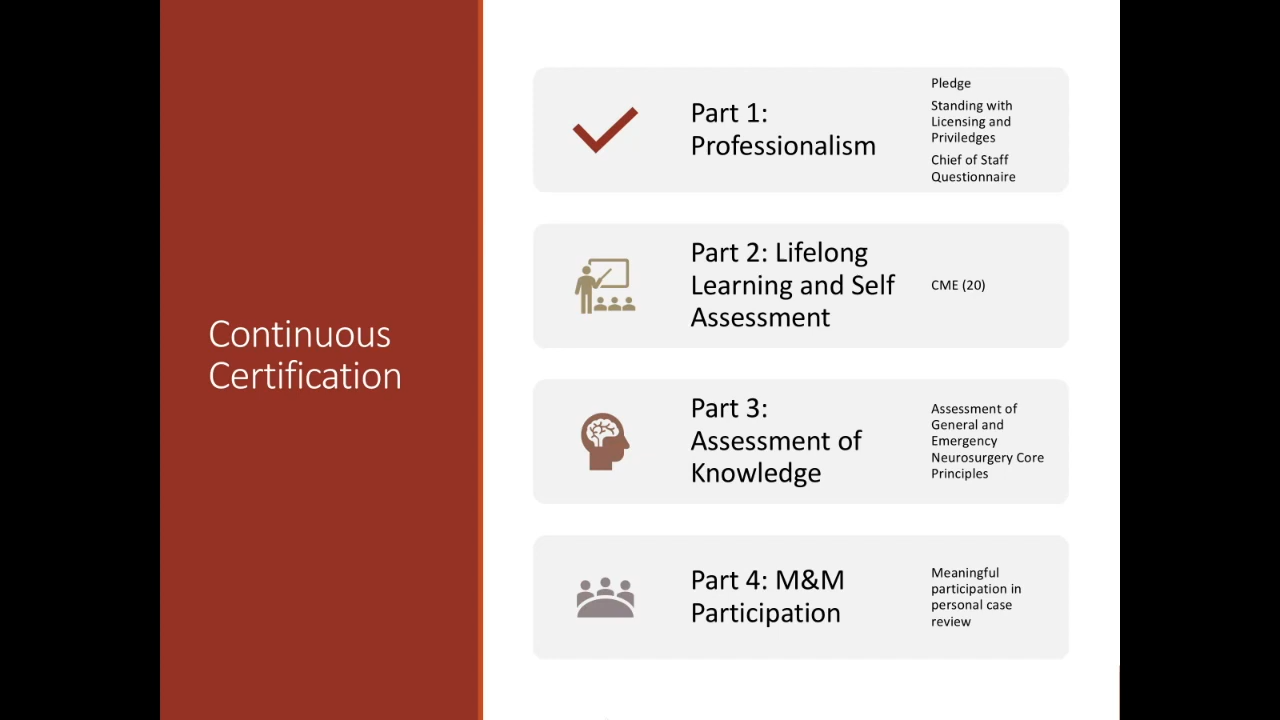 Continuous
Certification
Part 1:
Professionalism
Pledge
Standing with
Licensing and
Priviledges
Chief of Staff
Questionnaire
Part 2: Lifelong
Learning and Self
Assessment
CME (20)
Part 3:
Assessment of
Knowledge
Assessment of
General and
Emergency
Neurosurgery Core
Principles
Part 4: M&M
Participation
Meaningful
participation in
personal case
review